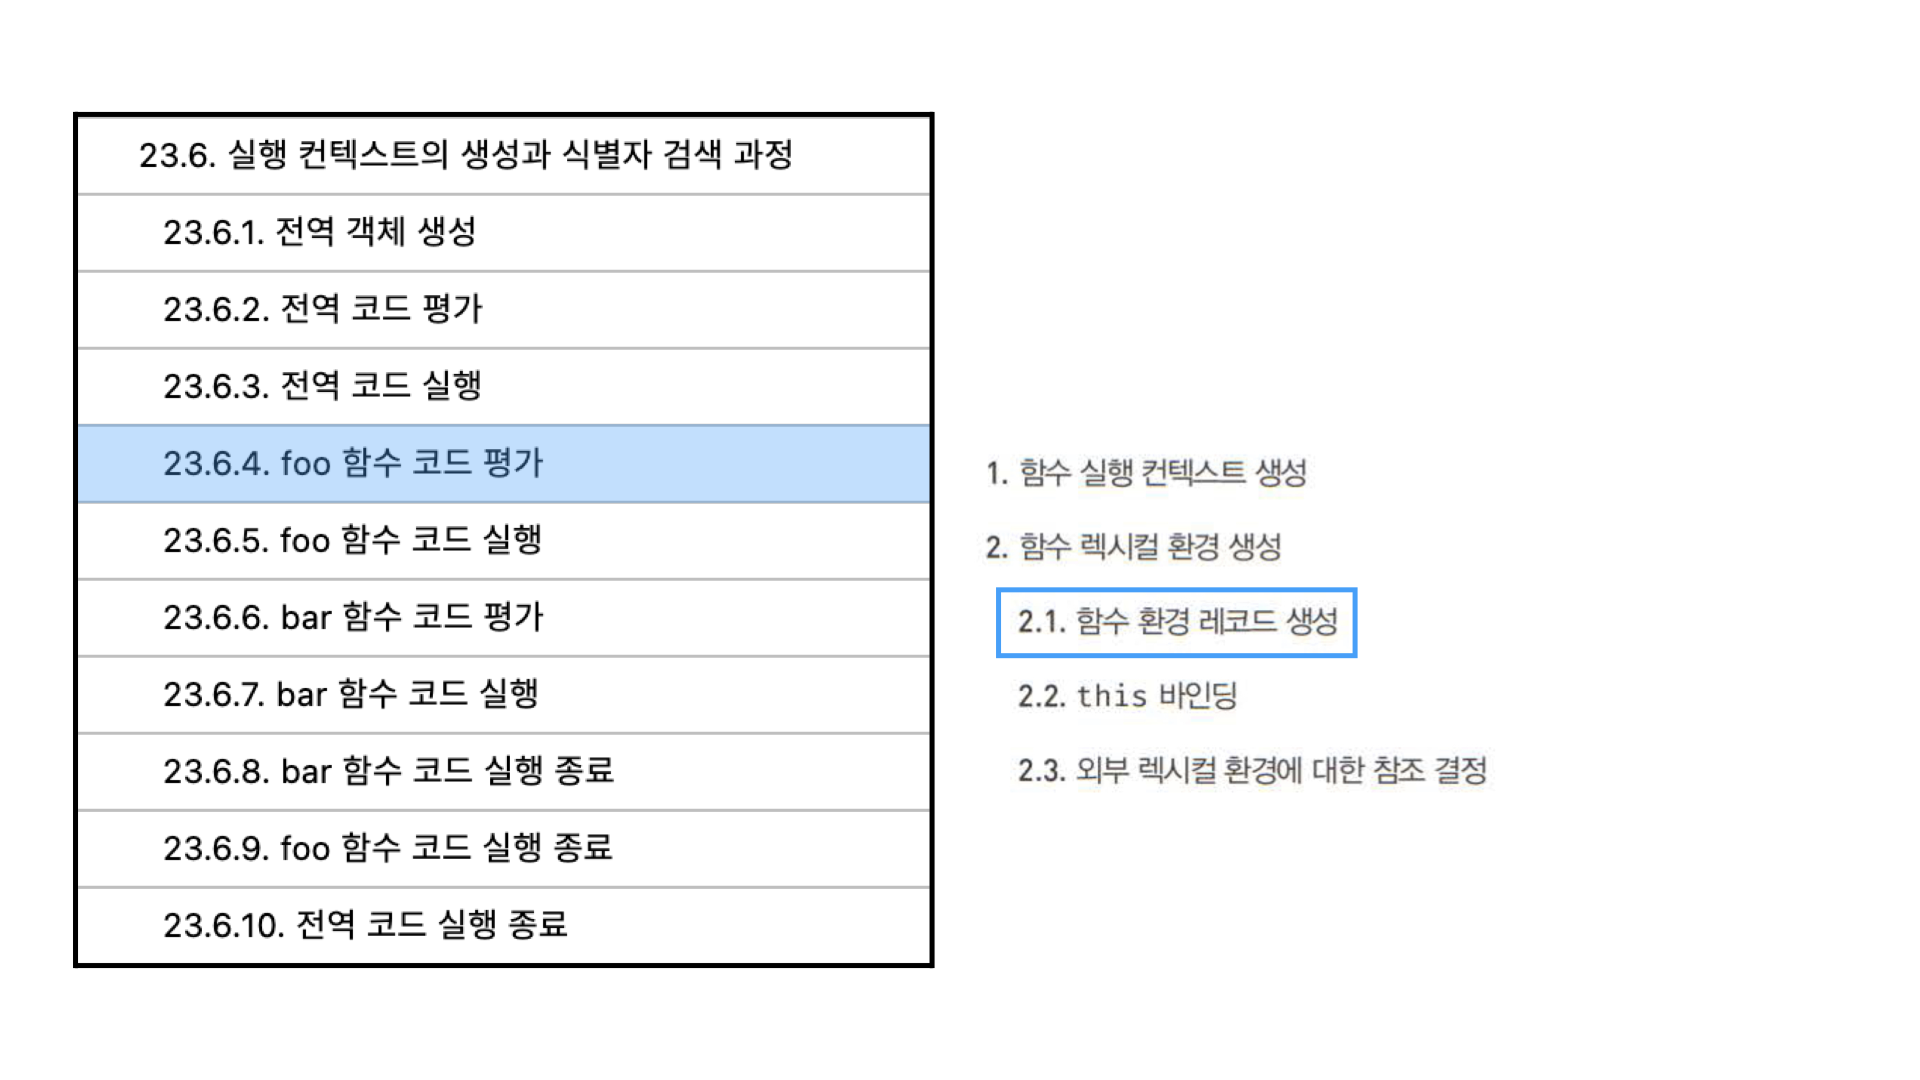 23.6. 실행 컨텍스트의 생성과 식별자 검색 과정
23.6.1. 전역 객체 생성
23.6.2. 전역 코드 평가
23.6.3. 전역 코드 실행
23.6.4. foo 함수 코드 평가
23.6.5. foo 함수 코드 실행
23.6.6. bar 함수 코드 평가
23.6.7. bar 함수 코드 실행
23.6.8. bar 함수 코드 실행 종료
23.6.9. foo 함수 코드 실행 종료
23.6.10. 전역 코드 실행 종료
1. 함수 실행 컨텍스트 생성
2. 함수 렉시컬 환경 생성
2.1. 함수 환경 레코드 생성
2.2. this 바인딩
2.3. 외부 렉시컬 환경에 대한 참조 결정